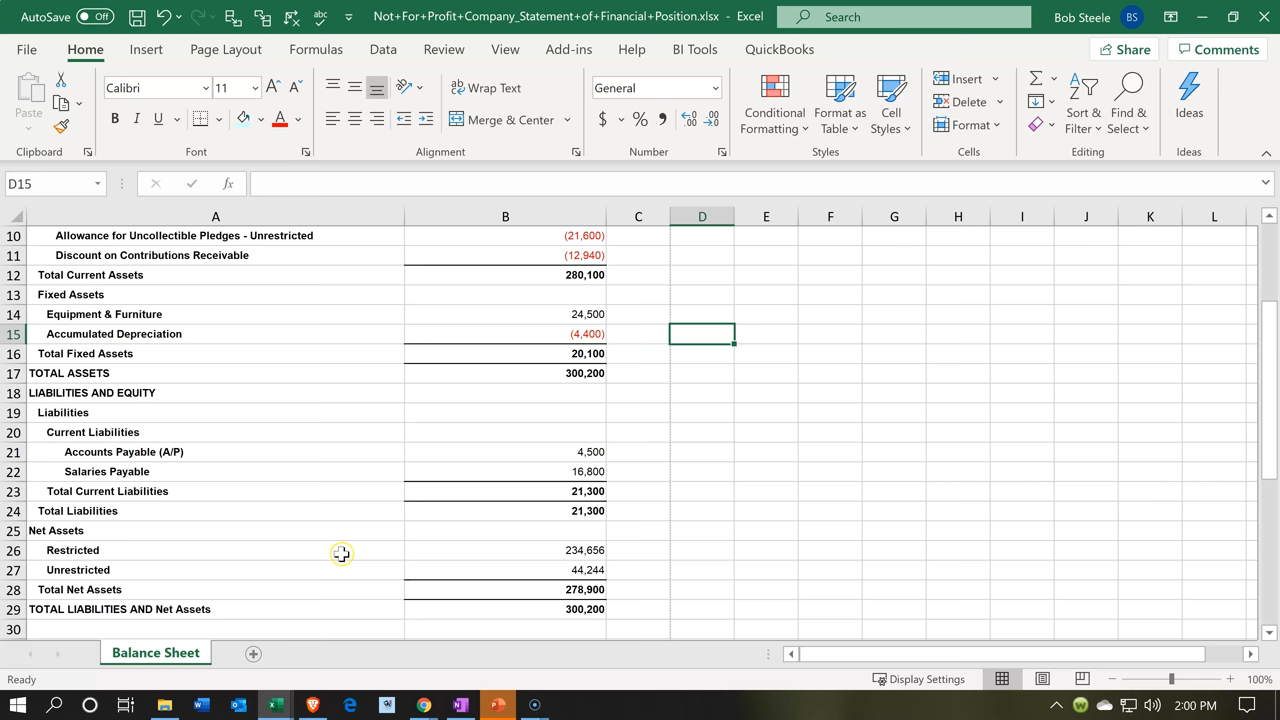 AutoSave Off Not For Profit Company_Statement of Financial Position.xlsx - Excel Search Bob Steele BS
File Home Insert Page Layout Formulas Data Review View Add-ins Help BI Tools QuickBooks Share Comments
Paste Calibri 11 Wrap Text General Conditional Formatting Format as Table Cell Styles Insert Sort & Filter Find & Select Ideas
B I U A Merge & Center $ % Delete
Format
Clipboard Font Alignment Number Styles Cells Editing Ideas
D15 fx
A B C D E F G H I J K L
10 Allowance for Uncollectible Pledges - Unrestricted (21,600)
11 Discount on Contributions Receivable (12,940)
12 Total Current Assets 280,100
13 Fixed Assets
14 Equipment & Furniture 24,500
15 Accumulated Depreciation (4,400)
16 Total Fixed Assets 20,100
17 TOTAL ASSETS 300,200
18 LIABILITIES AND EQUITY
19 Liabilities
20 Current Liabilities
21 Accounts Payable (A/P) 4,500
22 Salaries Payable 16,800
23 Total Current Liabilities 21,300
24 Total Liabilities 21,300
25 Net Assets
26 Restricted 234,656
27 Unrestricted 44,244
28 Total Net Assets 278,900
29 TOTAL LIABILITIES AND Net Assets 300,200
30
Balance Sheet
Ready Display Settings 100%
2:00 PM